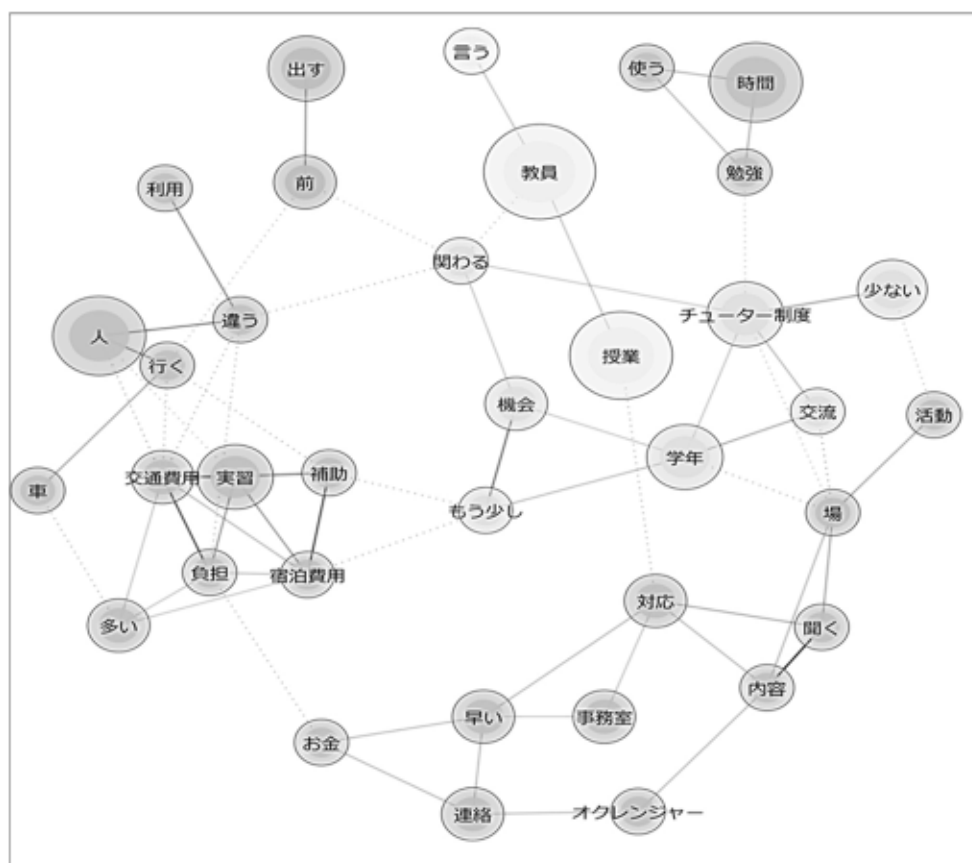 言う
出す
使う
時間
教員
勉強
前
利用
関わる
少ない
チューター制度
違う
人
授業
行く
機会
交流
活動
学年
補助
交通費用
実習
車
もう少し
場
負担
宿泊費用
対応
多い
聞く
内容
早い
事務室
お金
連絡
オクレンジャー